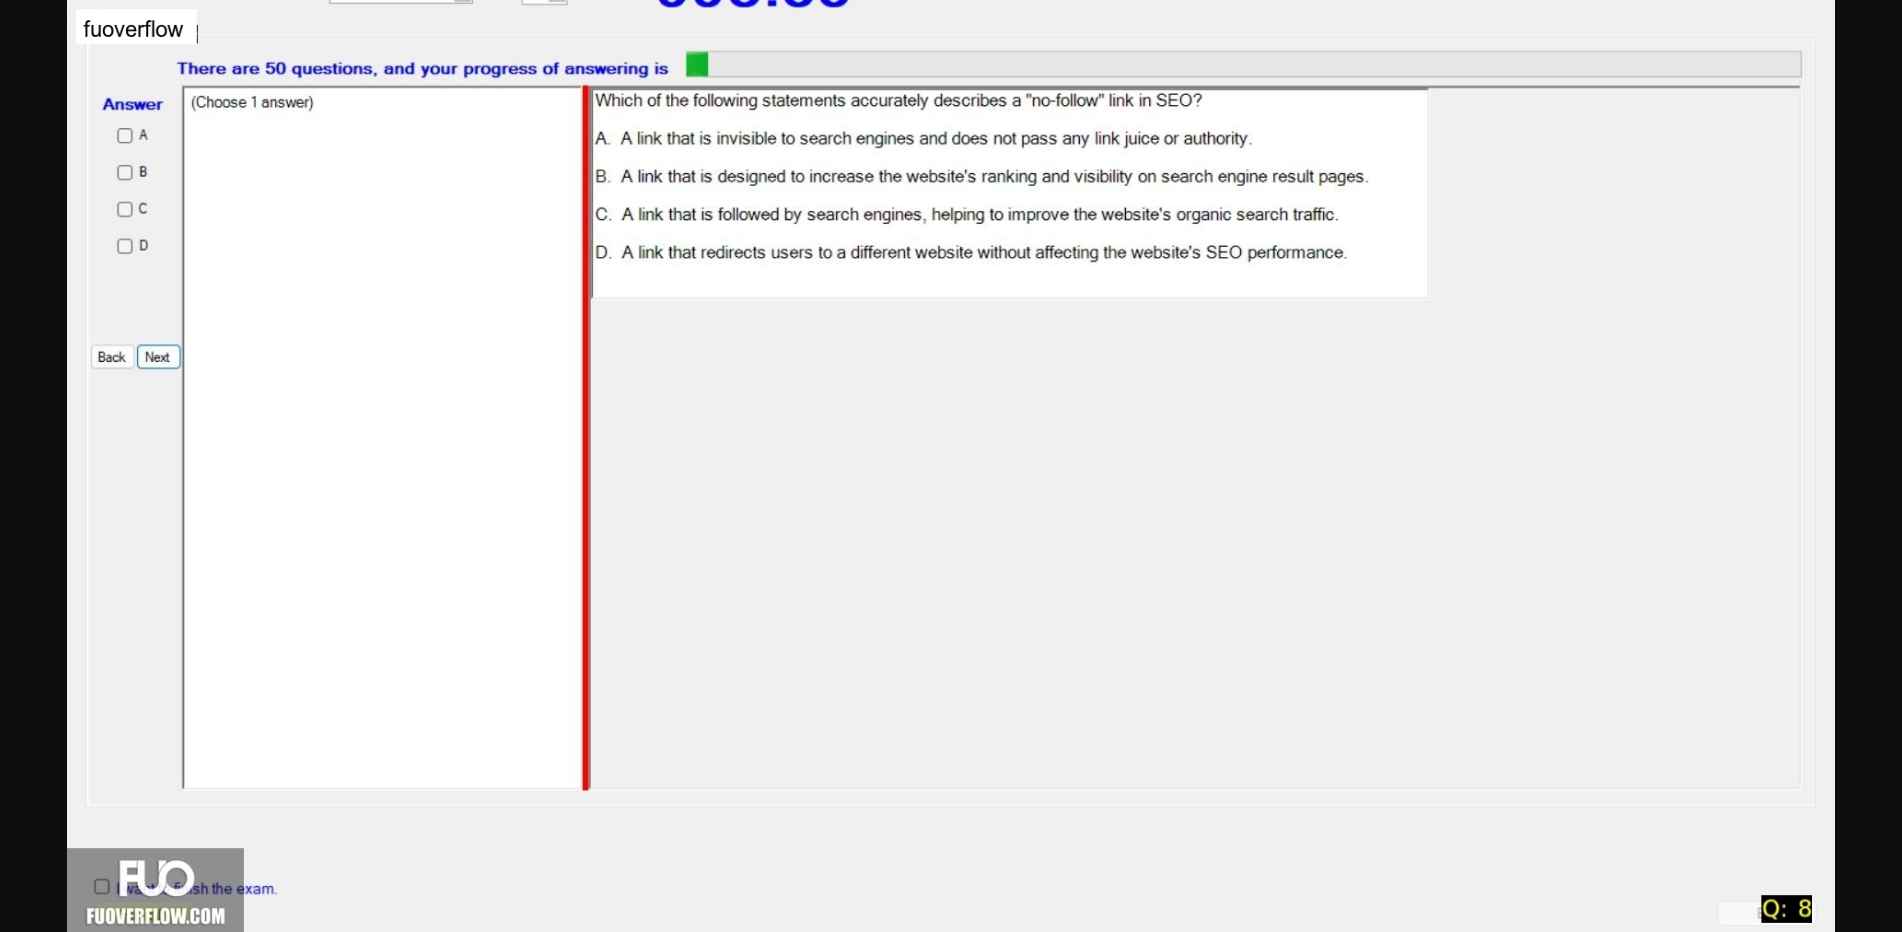 fuoverflow
There are 50 questions, and your progress of answering is
Answer
(Choose 1 answer)
A
B
C
D
Back
Next
Which of the following statements accurately describes a "no-follow" link in SEO?
A. A link that is invisible to search engines and does not pass any link juice or authority.
B. A link that is designed to increase the website's ranking and visibility on search engine result pages.
C. A link that is followed by search engines, helping to improve the website's organic search traffic.
D. A link that redirects users to a different website without affecting the website's SEO performance.
FUO
sh the exam.
FUOVERFLOW.COM
Q: 8